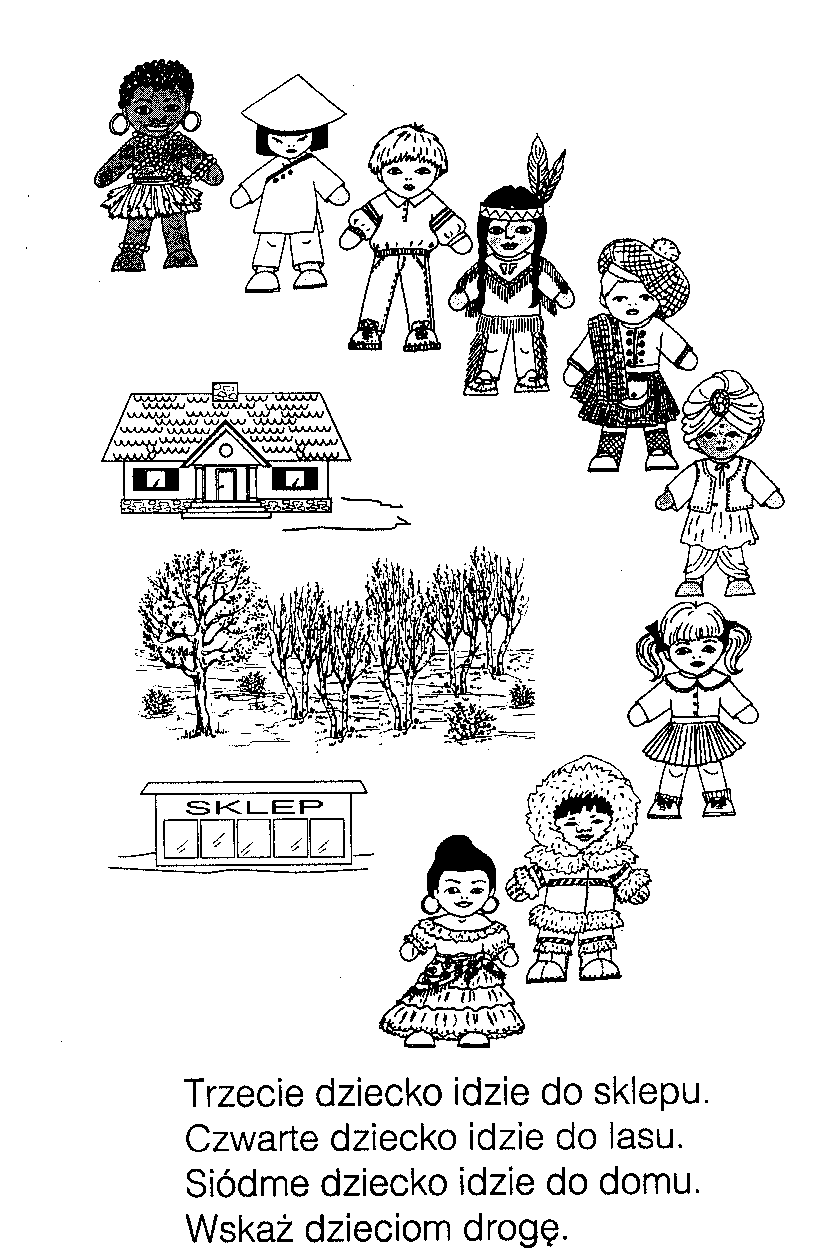 SKLEP
Trzecie dziecko idzie do sklepu.
Czwarte dziecko idzie do lasu.
Siódme dziecko idzie do domu.
Wskaż dzieciom drogę.